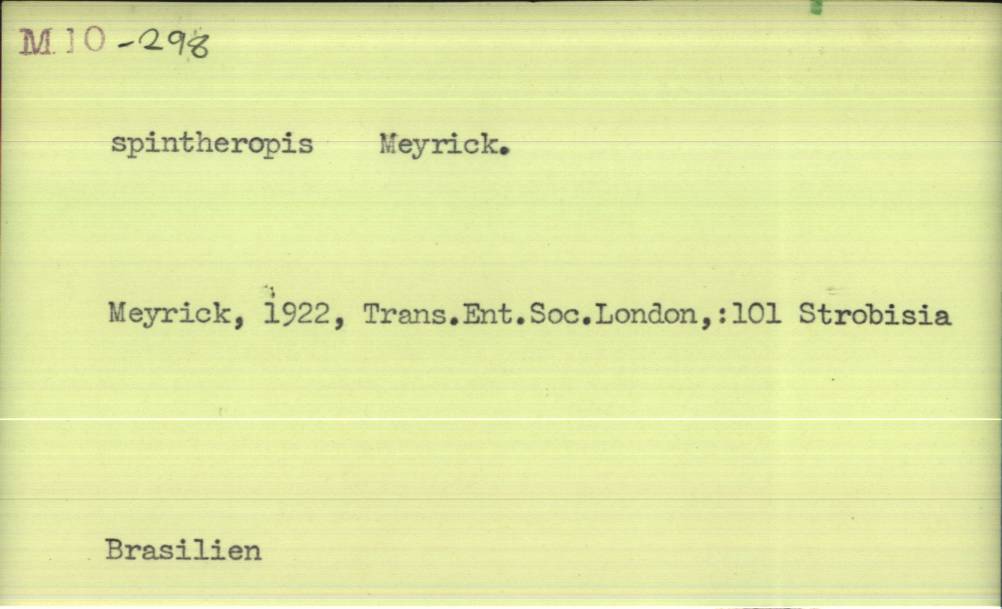 M10-298
spintheropis Meyrick.
Meyrick, 1922, Trans.Ent.Soc.London,:101 Strobisia
Brasilien